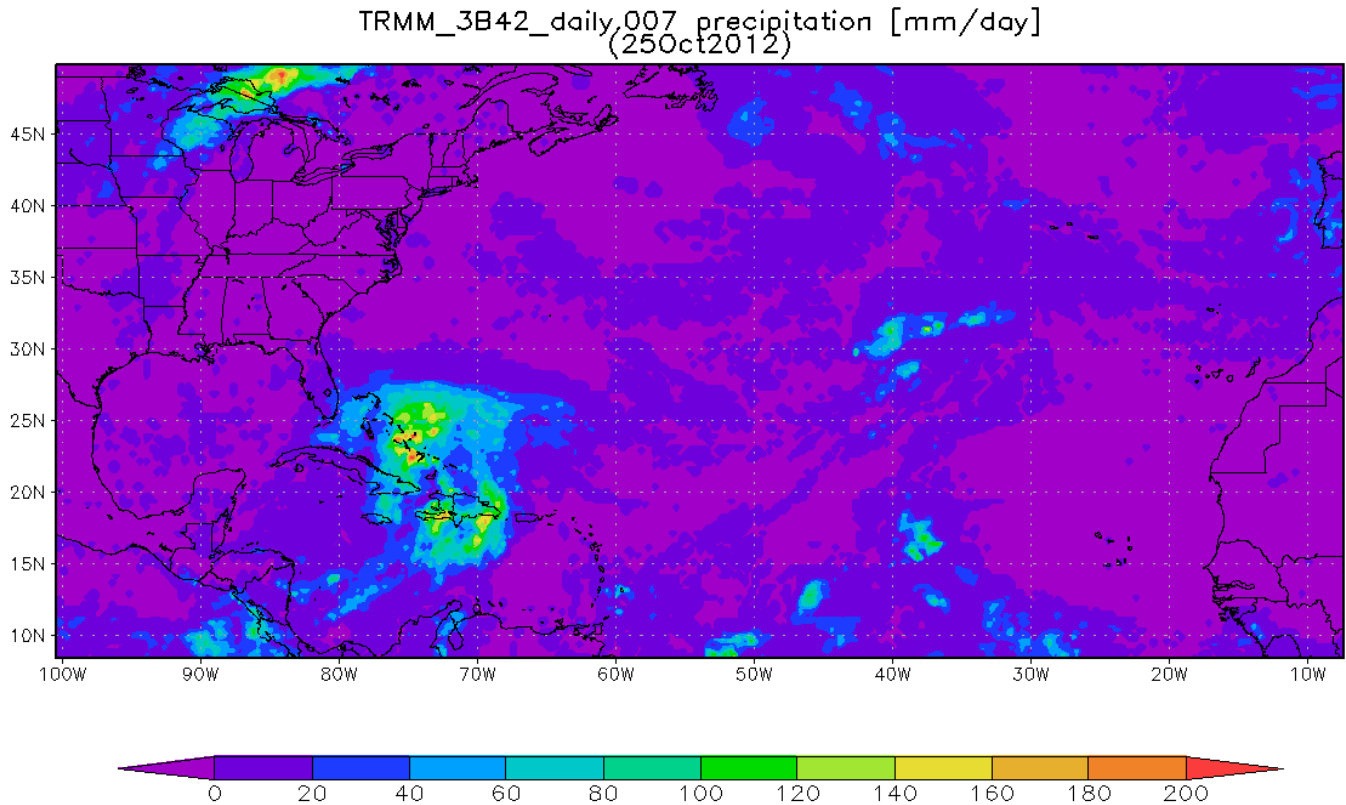 TRMM_3B42_daily.007 precipitation [mm/day]
(25Oct2012)
45N
40N
35N
30N
25N
20N
15N
10N
100W 90W 80W 70W 60W 50W 40W 30W 20W 10W
0 20 40 60 80 100 120 140 160 180 200